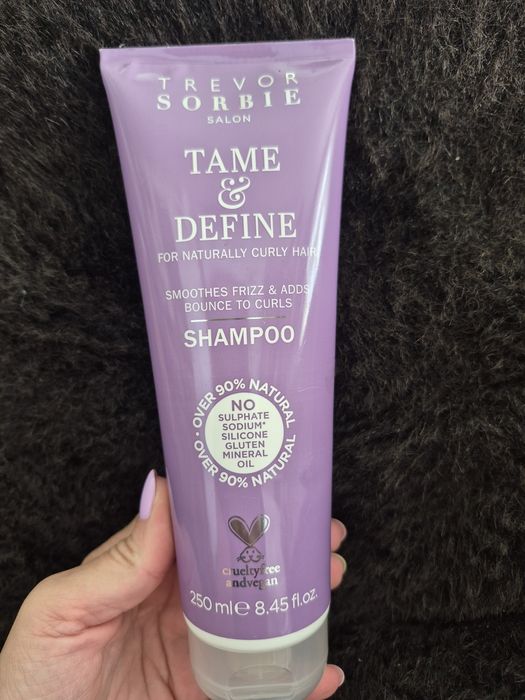 TREVOR
SORBIE
SALON
TAME
&
DEFINE
FOR NATURALLY CURLY HAIR
SMOOTHES FRIZZ & ADDS
BOUNCE TO CURLS
SHAMPOO
• OVER 90% NATURAL • OVER 90% NATURAL
NO
SULPHATE
SODIUM*
SILICONE
GLUTEN
MINERAL
OIL
crueltyfree
andvegan
250 ml℮ 8.45 fl.oz.